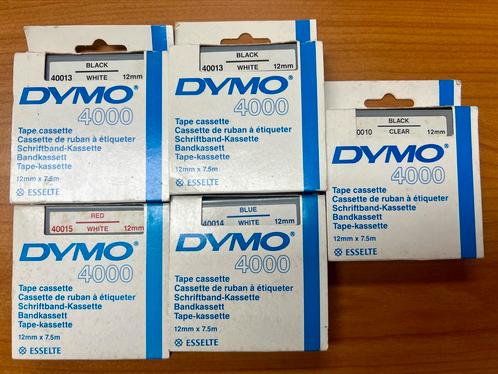 BLACK
40013 WHITE 12mm
DYMO®
4000
Tape cassette
Cassette de ruban à étiqueter
Schriftband-Kassette
Bandkassett
Tape-kassette
12mm x 7.5m
ESSELTE
BLACK
40013 WHITE 12mm
DYMO®
4000
Tape cassette
Cassette de ruban à étiqueter
Schriftband-Kassette
Bandkassett
Tape-kassette
12mm x 7.5m
ESSELTE
BLACK
0010 CLEAR 12mm
DYMO®
4000
Tape cassette
Cassette de ruban à étiqueter
Schriftband-Kassette
Bandkassett
Tape-kassette
12mm x 7.5m
ESSELTE
RED
40015 WHITE 12mm
DYMO®
4000
Tape cassette
Cassette de ruban à étiqueter
Schriftband-Kassette
Bandkassett
Tape-kassette
12mm x 7.5m
ESSELTE
BLUE
40014 WHITE 12mm
DYMO®
4000
Tape cassette
Cassette de ruban à étiqueter
Schriftband-Kassette
Bandkassett
Tape-kassette
12mm x 7.5m
ESSELTE